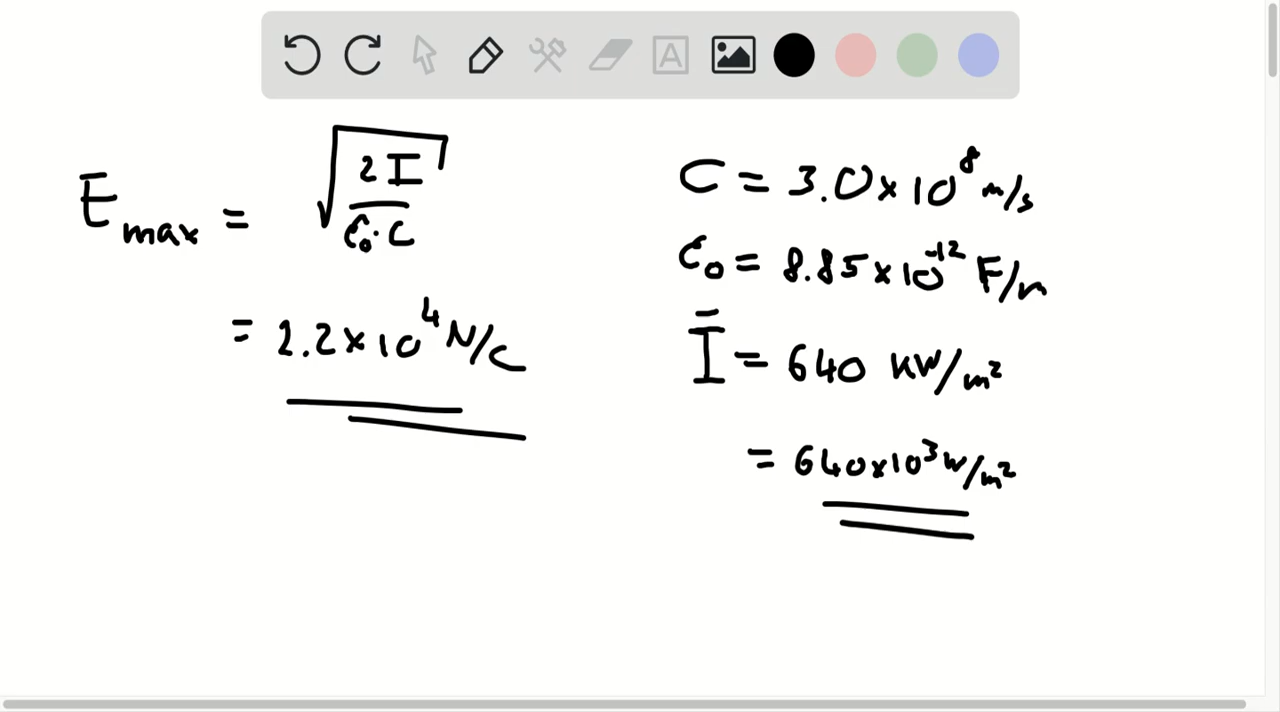 E_max = √(2I / ε₀·C)
= 2.2×10⁴ N/C
C = 3.0×10⁸ m/s
ε₀ = 8.85×10⁻¹² F/m
Ī = 640 kW/m²
= 640×10³ W/m²